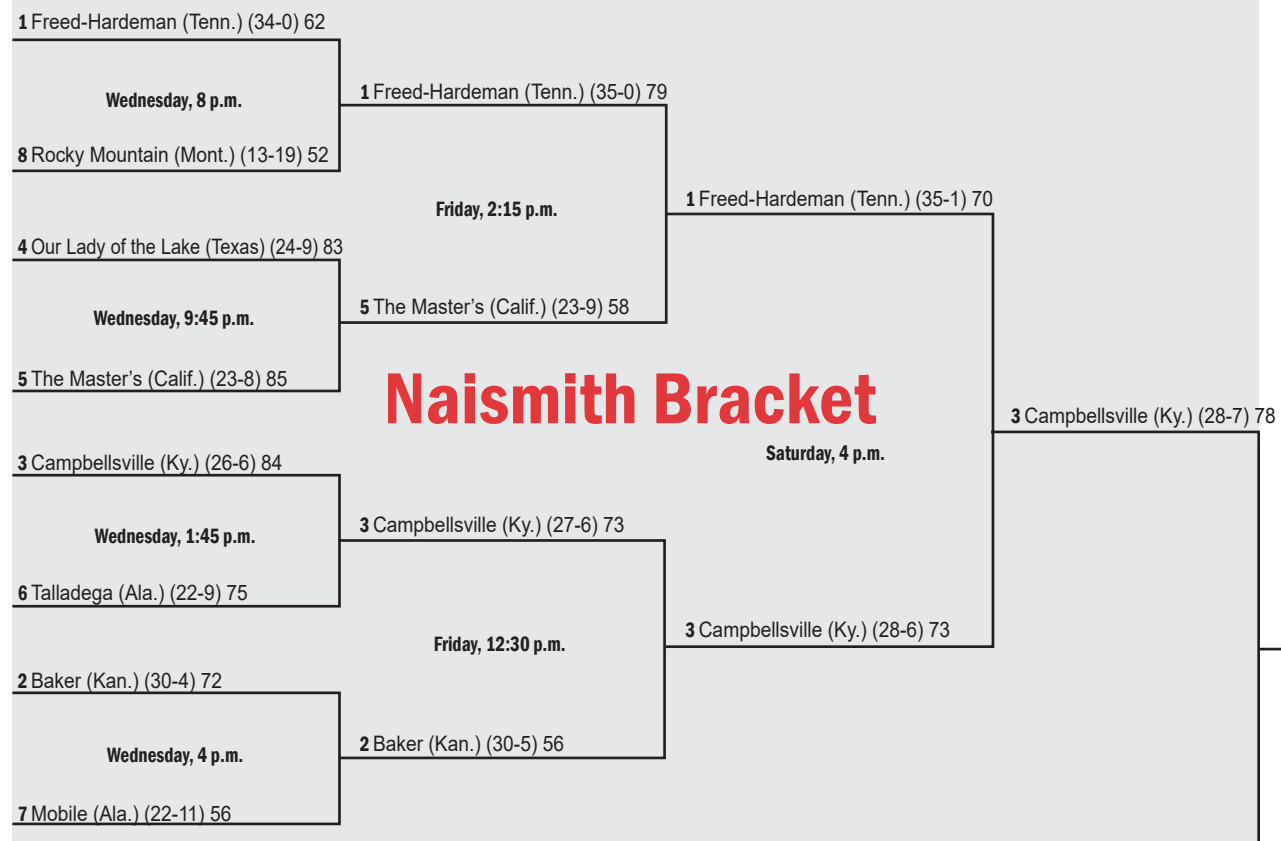 1 Freed-Hardeman (Tenn.) (34-0) 62
Wednesday, 8 p.m.
8 Rocky Mountain (Mont.) (13-19) 52
4 Our Lady of the Lake (Texas) (24-9) 83
Wednesday, 9:45 p.m.
5 The Master's (Calif.) (23-8) 85
3 Campbellsville (Ky.) (26-6) 84
Wednesday, 1:45 p.m.
6 Talladega (Ala.) (22-9) 75
2 Baker (Kan.) (30-4) 72
Wednesday, 4 p.m.
7 Mobile (Ala.) (22-11) 56
1 Freed-Hardeman (Tenn.) (35-0) 79
Friday, 2:15 p.m.
5 The Master's (Calif.) (23-9) 58
Naismith Bracket
3 Campbellsville (Ky.) (27-6) 73
Friday, 12:30 p.m.
2 Baker (Kan.) (30-5) 56
1 Freed-Hardeman (Tenn.) (35-1) 70
Saturday, 4 p.m.
3 Campbellsville (Ky.) (28-6) 73
3 Campbellsville (Ky.) (28-7) 78